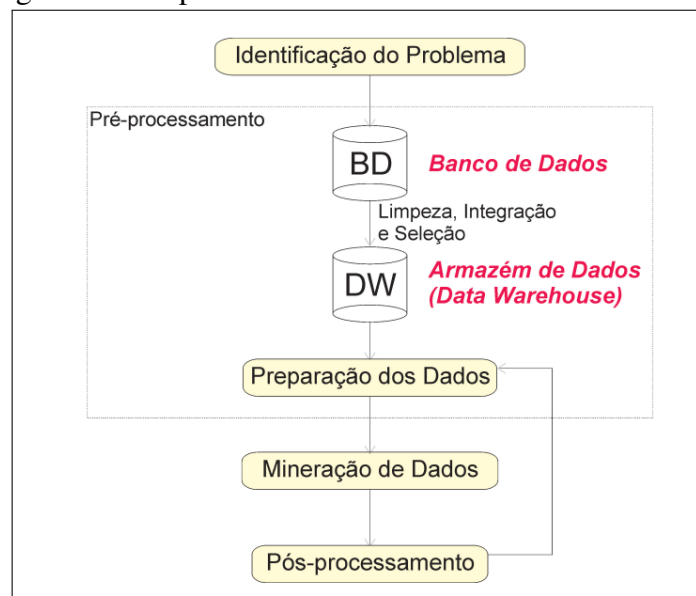 Identificação do Problema
Pré-processamento
BD
Banco de Dados
Limpeza, Integração
e Seleção
DW
Armazém de Dados
(Data Warehouse)
Preparação dos Dados
Mineração de Dados
Pós-processamento